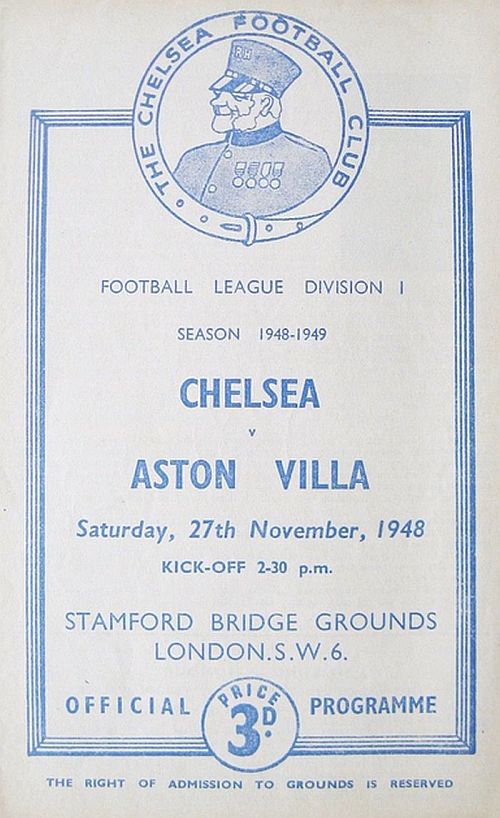 THE CHELSEA FOOTBALL CLUB
RH
FOOTBALL LEAGUE DIVISION I
SEASON 1948-1949
CHELSEA
v
ASTON VILLA
Saturday, 27th November, 1948
KICK-OFF 2-30 p.m.
STAMFORD BRIDGE GROUNDS
LONDON.S.W.6.
OFFICIAL PROGRAMME
PRICE
3D.
THE RIGHT OF ADMISSION TO GROUNDS IS RESERVED